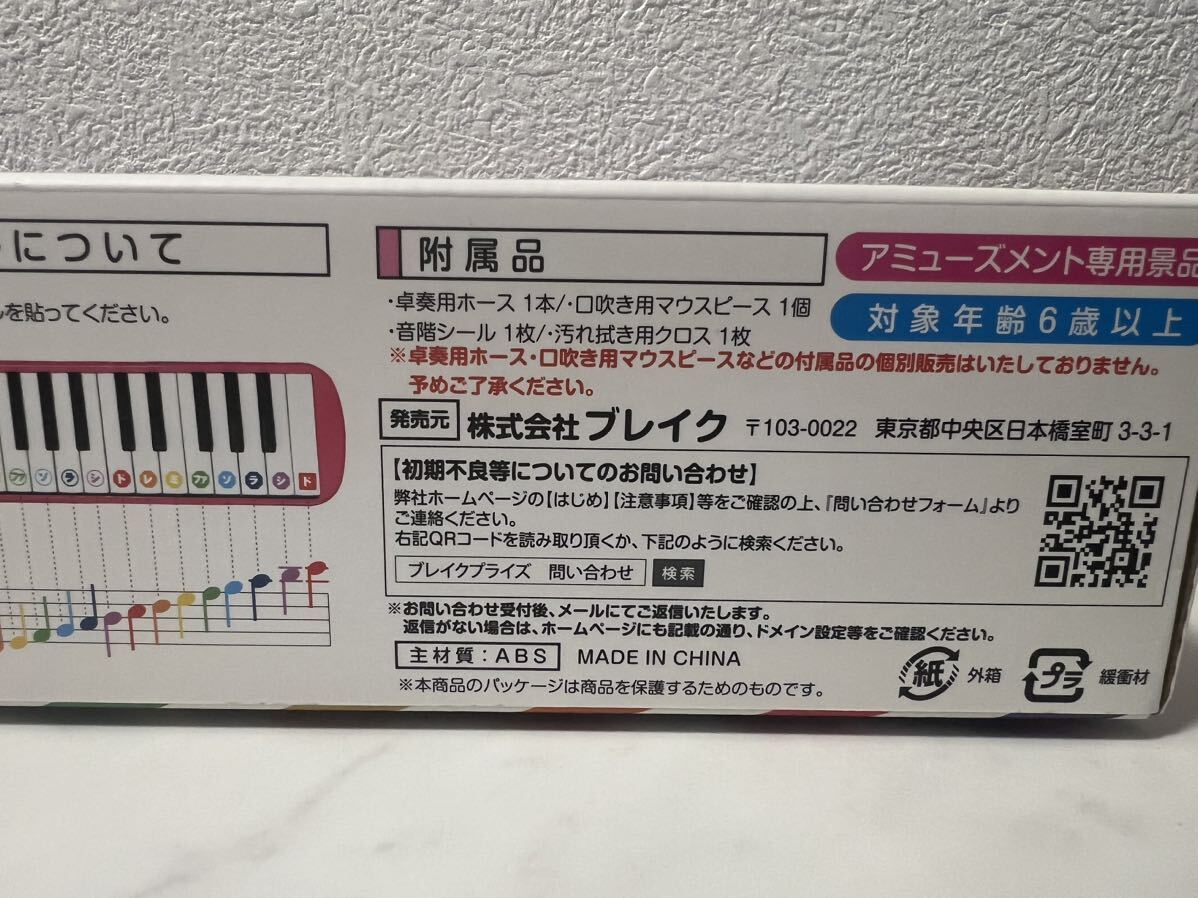 について
を貼ってください。
ファ ソ ラ シ ド レ ミ ファ ソ ラ シ ド
附属品
・卓奏用ホース 1本/・口吹き用マウスピース 1個
・音階シール 1枚/・汚れ拭き用クロス 1枚
※卓奏用ホース・口吹き用マウスピースなどの付属品の個別販売はいたしておりません。
予めご了承ください。
アミューズメント専用景品
対象年齢6歳以上
発売元 株式会社ブレイク 〒103-0022 東京都中央区日本橋室町 3-3-1
【初期不良等についてのお問い合わせ】
弊社ホームページの【はじめ】【注意事項】等をご確認の上、『問い合わせフォーム』より
ご連絡ください。
右記QRコードを読み取り頂くか、下記のように検索ください。
ブレイクプライズ 問い合わせ 検索
※お問い合わせ受付後、メールにてご返信いたします。
返信がない場合は、ホームページにも記載の通り、ドメイン設定等をご確認ください。
主材質：ABS MADE IN CHINA
※本商品のパッケージは商品を保護するためのものです。
紙 外箱 プラ 緩衝材